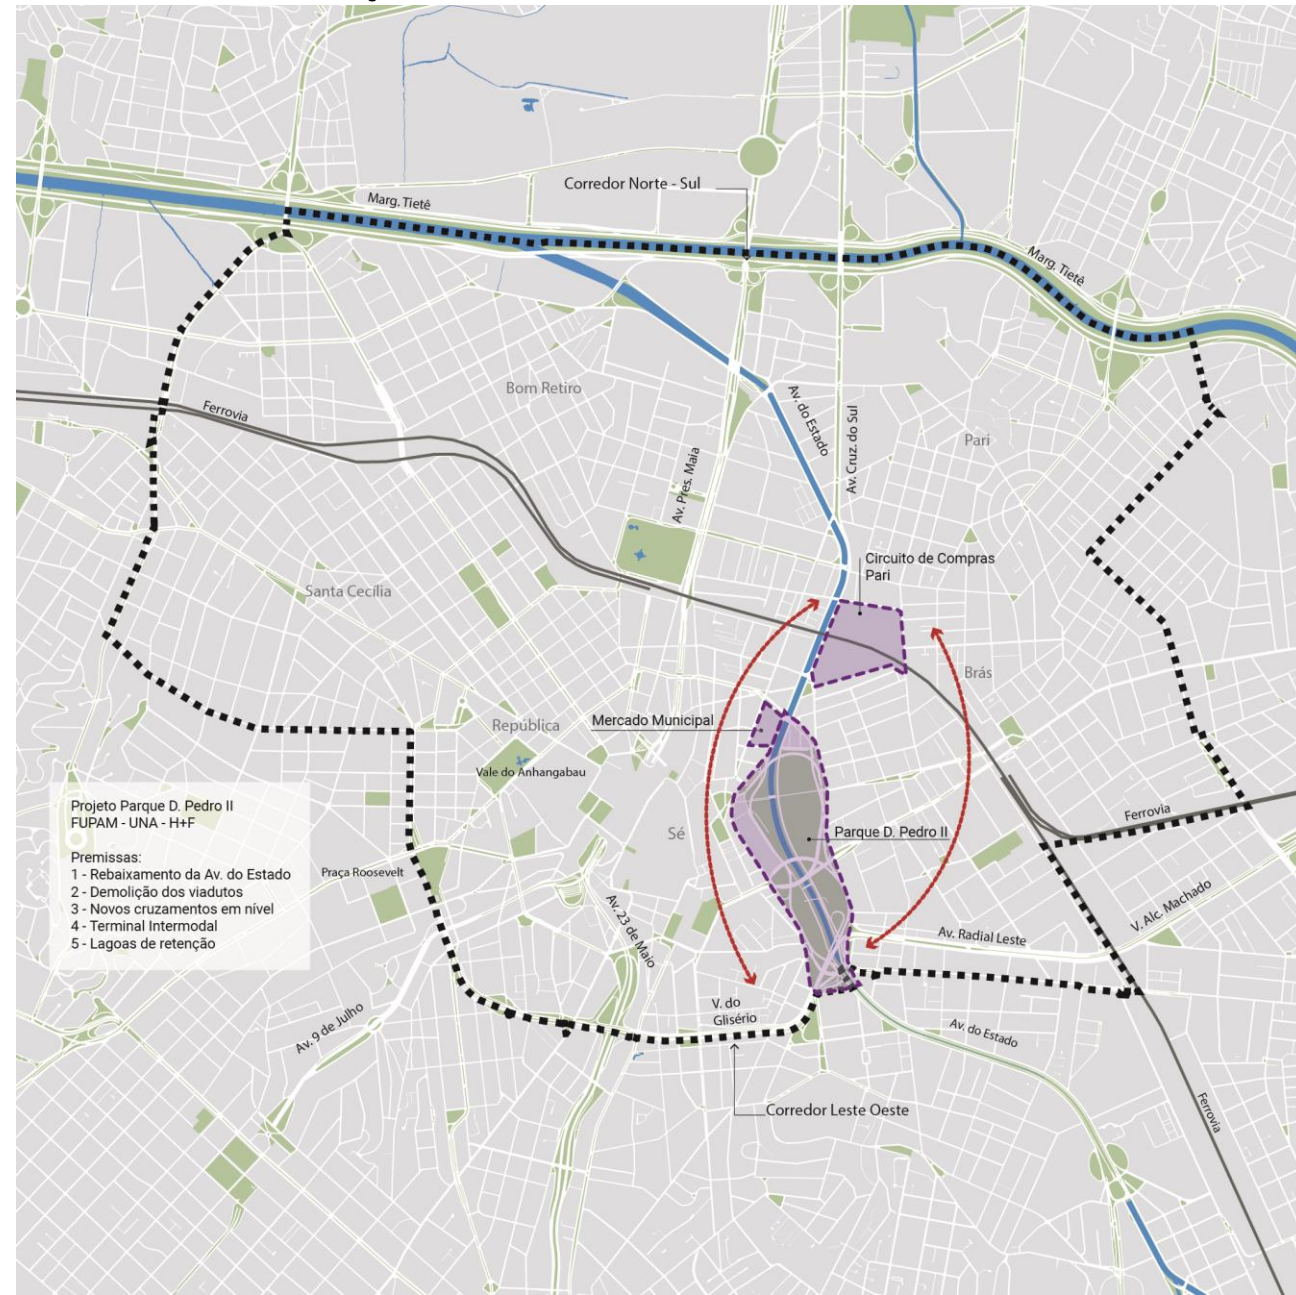 Corredor Norte - Sul
Marg. Tietê
Marg. Tietê
Bom Retiro
Av. do Estado
Ferrovia
Av. Cruz. do Sul
Pari
Av. Pres. Maia
Circuito de Compras
Pari
Santa Cecília
Brás
República
Mercado Municipal
Vale do Anhangabau
Projeto Parque D. Pedro II
FUPAM - UNA - H+F
Premissas:
1 - Rebaixamento da Av. do Estado
2 - Demolição dos viadutos
3 - Novos cruzamentos em nível
4 - Terminal Intermodal
5 - Lagoas de retenção
Ferrovia
Sé
Parque D. Pedro II
Praça Roosevelt
V. Alc. Machado
Av. 23 de Maio
Av. Radial Leste
V. do
Glisério
Av. 9 de Julho
Av. do Estado
Corredor Leste Oeste
Ferrovia